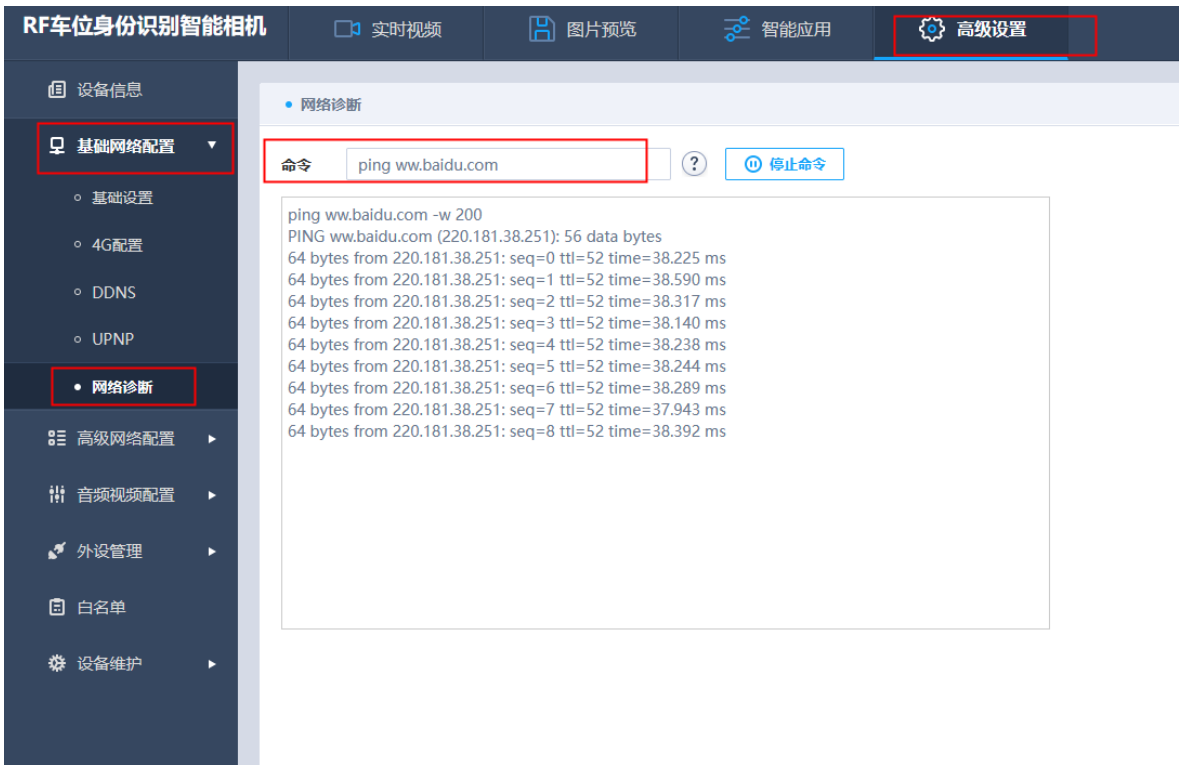 RF车位身份识别智能相机
实时视频
图片预览
智能应用
高级设置
设备信息
基础网络配置
基础设置
4G配置
DDNS
UPNP
网络诊断
高级网络配置
音频视频配置
外设管理
白名单
设备维护
网络诊断
命令 ping ww.baidu.com ? 停止命令
ping ww.baidu.com -w 200
PING ww.baidu.com (220.181.38.251): 56 data bytes
64 bytes from 220.181.38.251: seq=0 ttl=52 time=38.225 ms
64 bytes from 220.181.38.251: seq=1 ttl=52 time=38.590 ms
64 bytes from 220.181.38.251: seq=2 ttl=52 time=38.317 ms
64 bytes from 220.181.38.251: seq=3 ttl=52 time=38.140 ms
64 bytes from 220.181.38.251: seq=4 ttl=52 time=38.238 ms
64 bytes from 220.181.38.251: seq=5 ttl=52 time=38.244 ms
64 bytes from 220.181.38.251: seq=6 ttl=52 time=38.289 ms
64 bytes from 220.181.38.251: seq=7 ttl=52 time=37.943 ms
64 bytes from 220.181.38.251: seq=8 ttl=52 time=38.392 ms